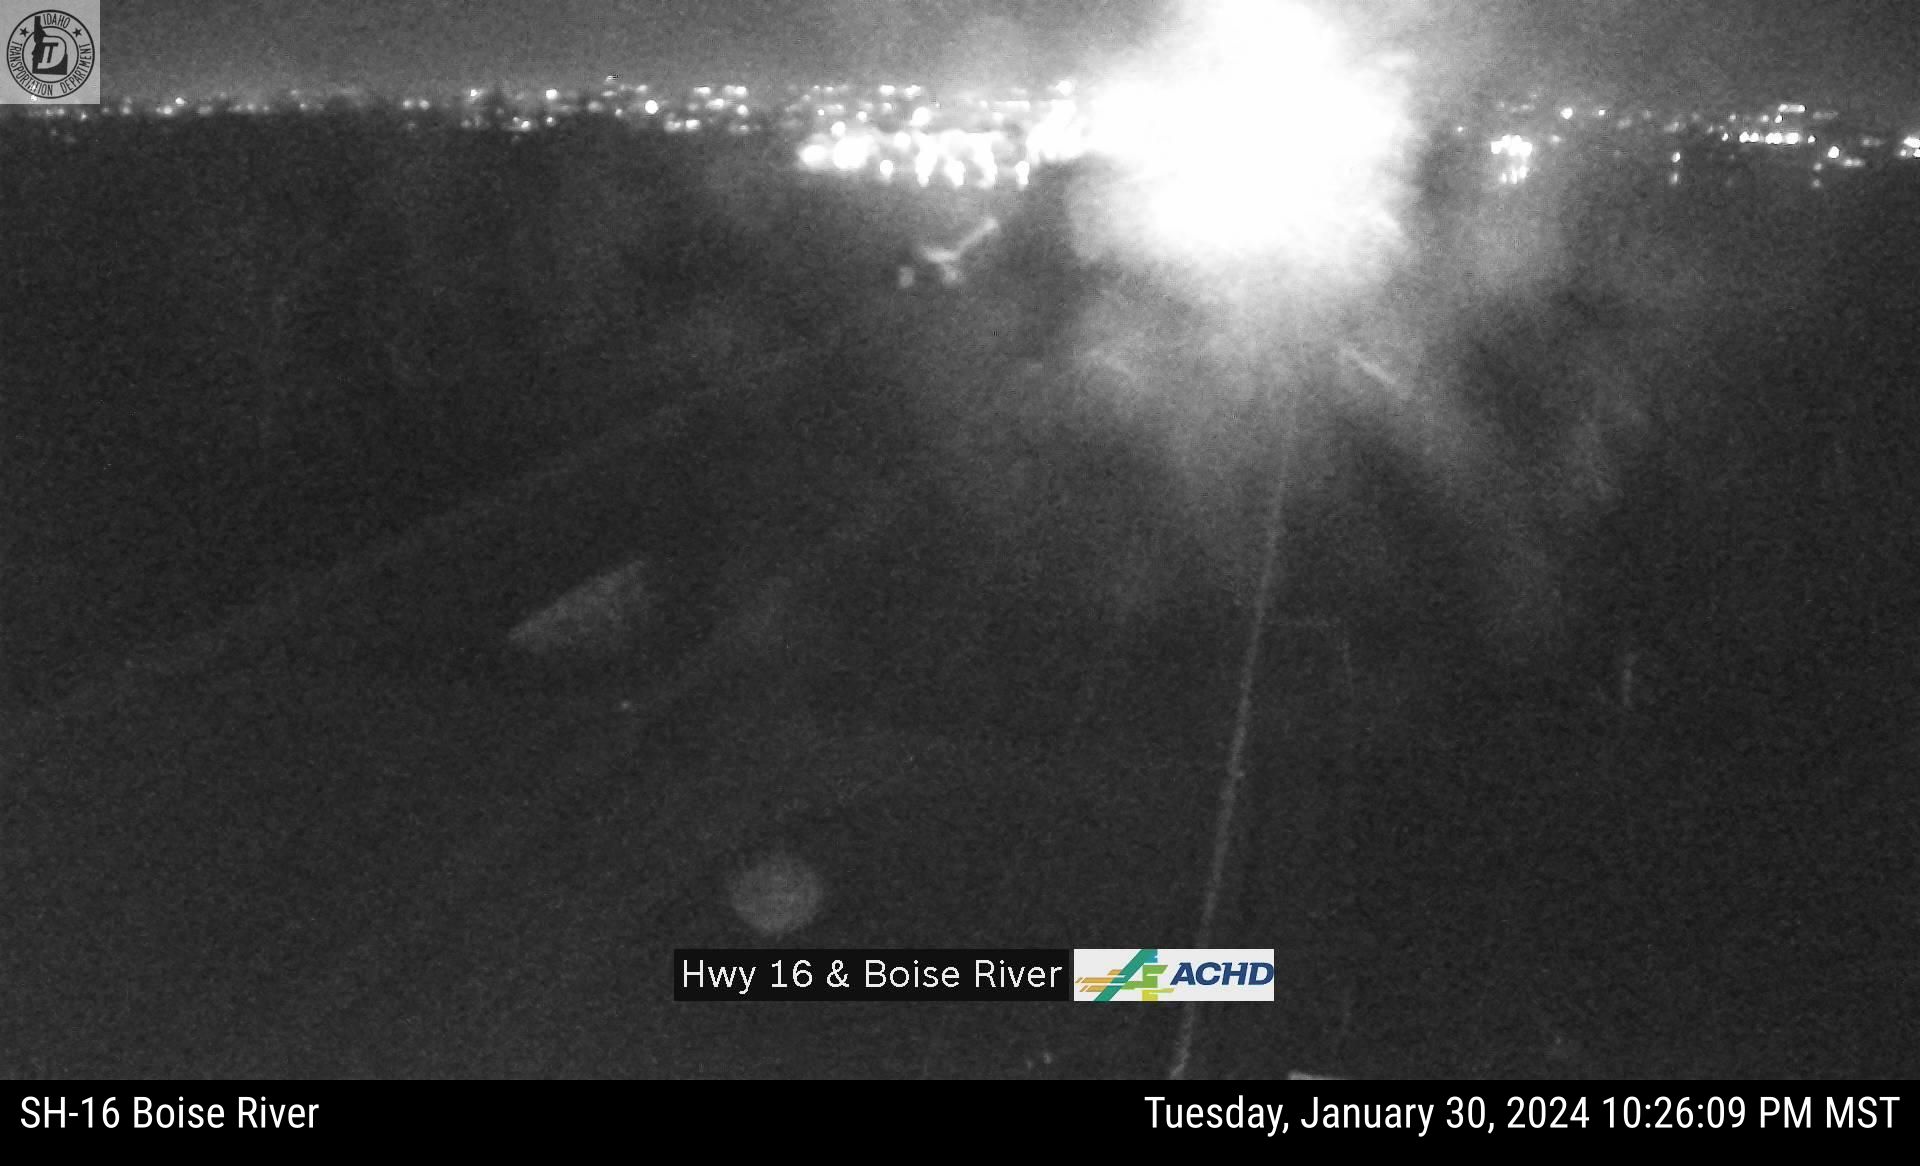 IDAHO
TRANSPORTATION DEPARTMENT
Hwy 16 & Boise River
ACHD
SH-16 Boise River
Tuesday, January 30, 2024 10:26:09 PM MST